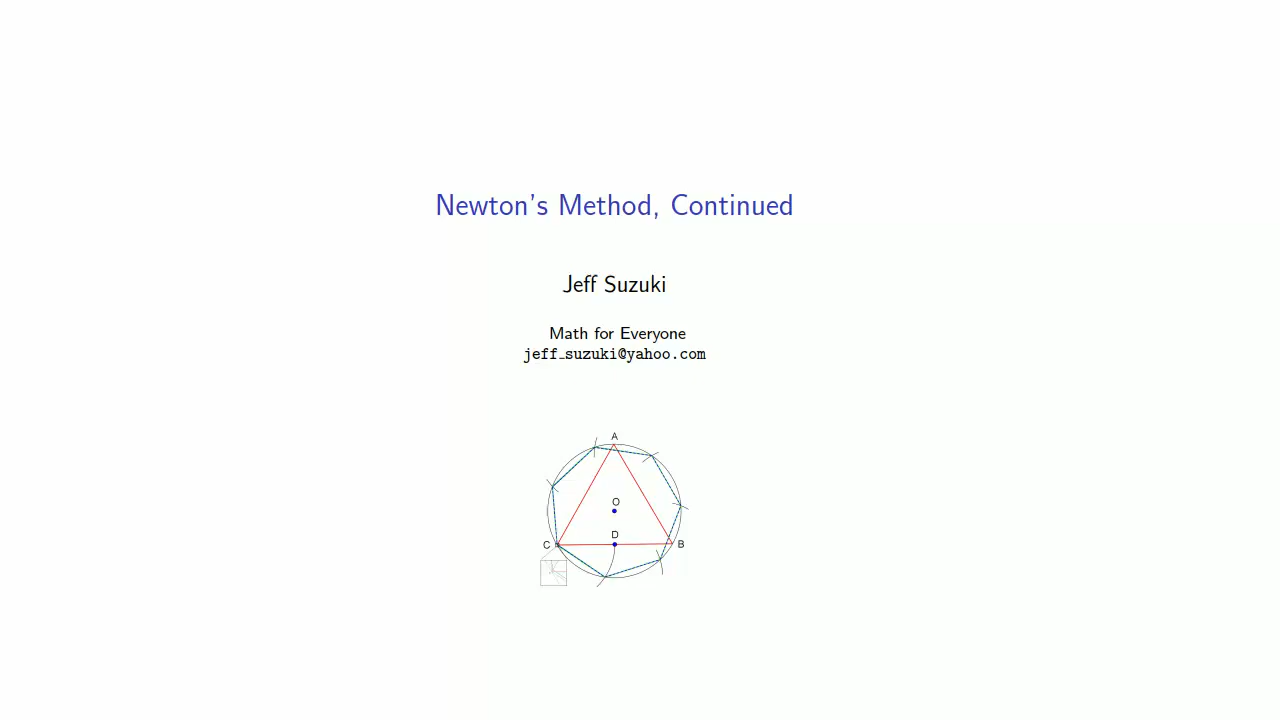 Newton's Method, Continued
Jeff Suzuki
Math for Everyone
jeff_suzuki@yahoo.com
A
O
D
C
B